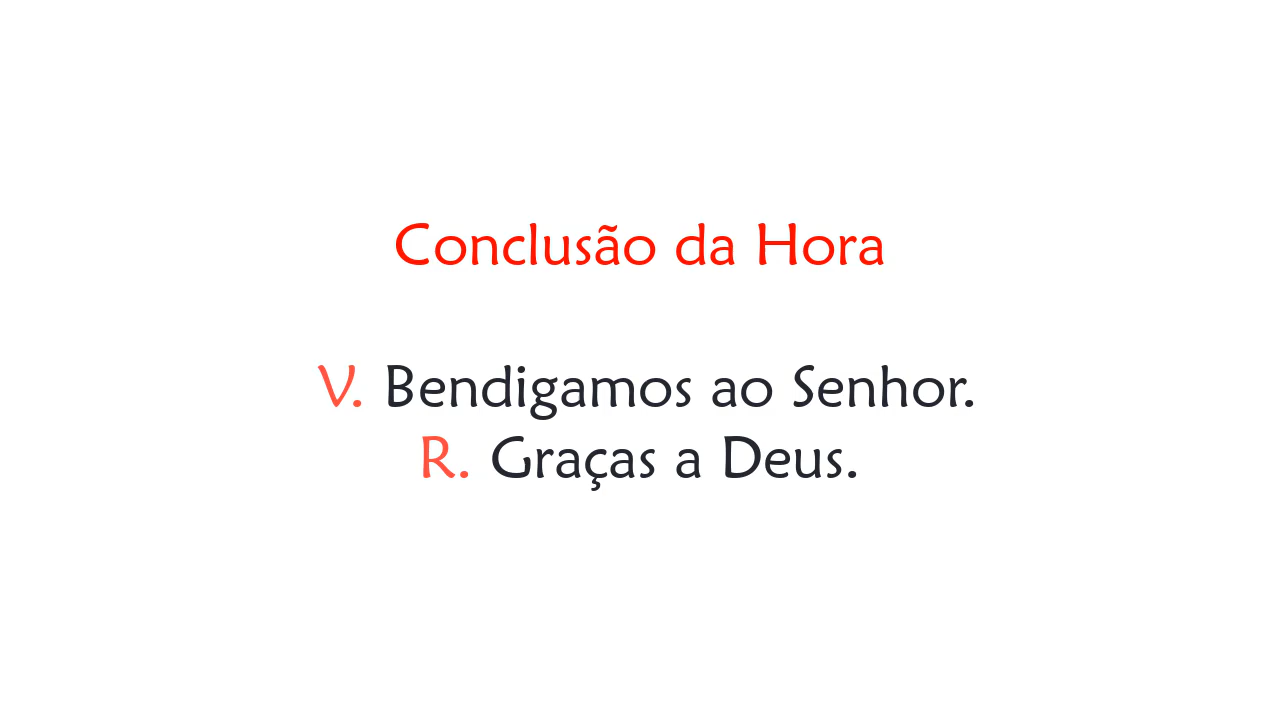 Conclusão da Hora
V. Bendigamos ao Senhor.
R. Graças a Deus.